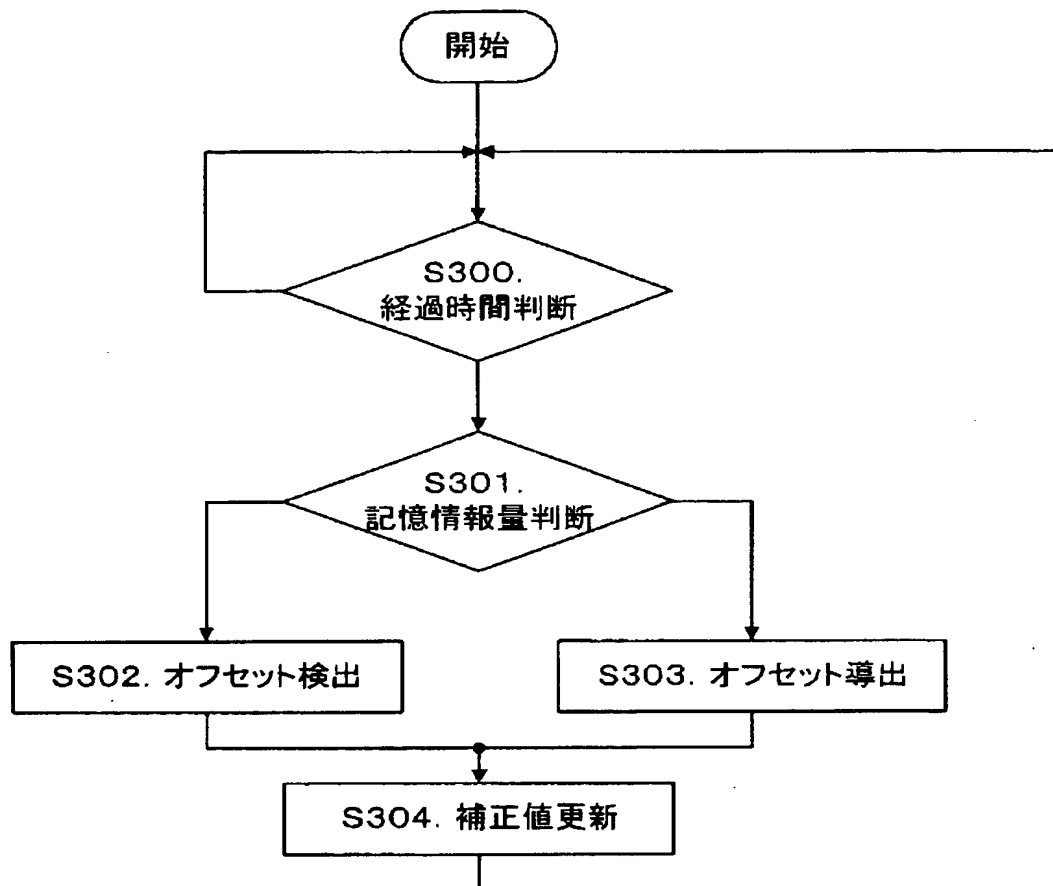 開始
S300.
経過時間判断
S301.
記憶情報量判断
S302. オフセット検出
S303. オフセット導出
S304. 補正値更新